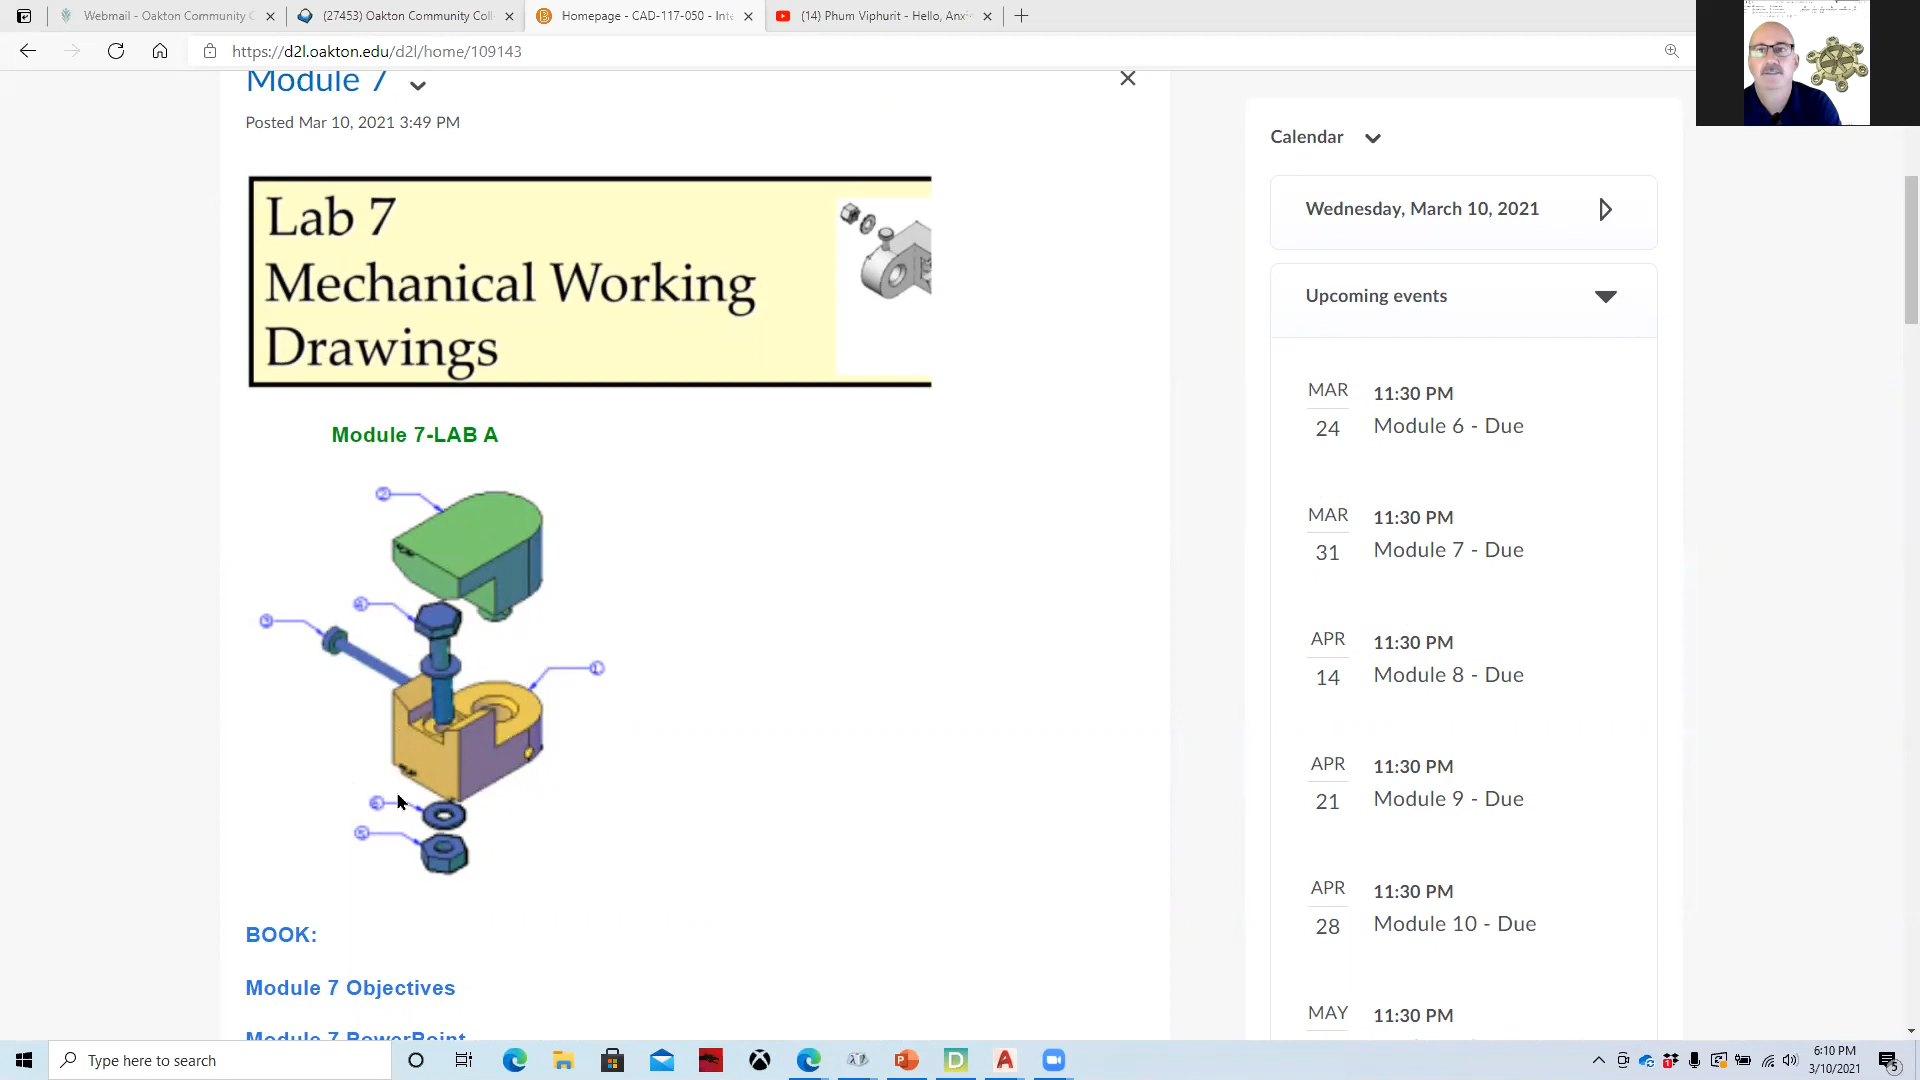 Webmail - Oakton Community C
(27453) Oakton Community Coll
Homepage - CAD-117-050 - Inte
(14) Phum Viphurit - Hello, Anxi
https://d2l.oakton.edu/d2l/home/109143
Module 7
Posted Mar 10, 2021 3:49 PM
Lab 7
Mechanical Working
Drawings
Module 7-LAB A
BOOK:
Module 7 Objectives
Module 7 PowerPoint
Calendar
Wednesday, March 10, 2021
Upcoming events
MAR 24
11:30 PM
Module 6 - Due
MAR 31
11:30 PM
Module 7 - Due
APR 14
11:30 PM
Module 8 - Due
APR 21
11:30 PM
Module 9 - Due
APR 28
11:30 PM
Module 10 - Due
MAY
11:30 PM
Type here to search
6:10 PM
3/10/2021